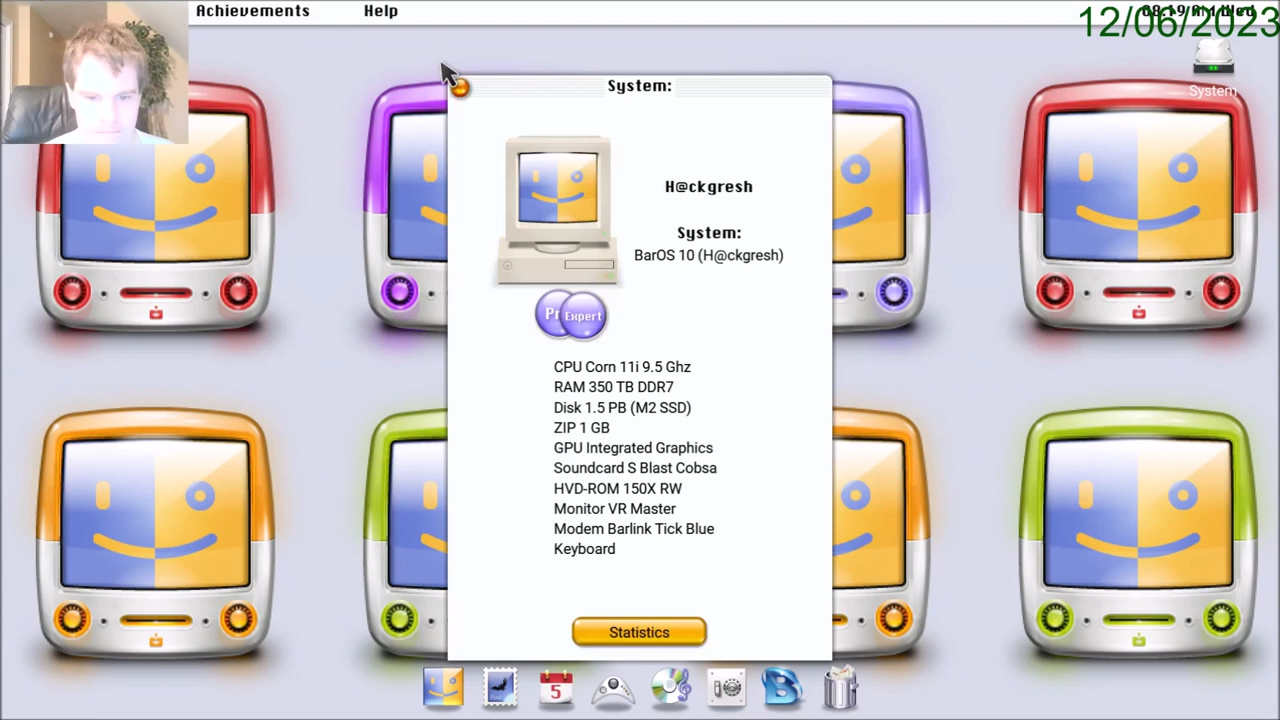 Achievements
Help
12/06/2023
System
System:
H@ckgresh
System:
BarOS 10 (H@ckgresh)
Expert
CPU Corn 11i 9.5 Ghz
RAM 350 TB DDR7
Disk 1.5 PB (M2 SSD)
ZIP 1 GB
GPU Integrated Graphics
Soundcard S Blast Cobsa
HVD-ROM 150X RW
Monitor VR Master
Modem Barlink Tick Blue
Keyboard
Statistics
5
B